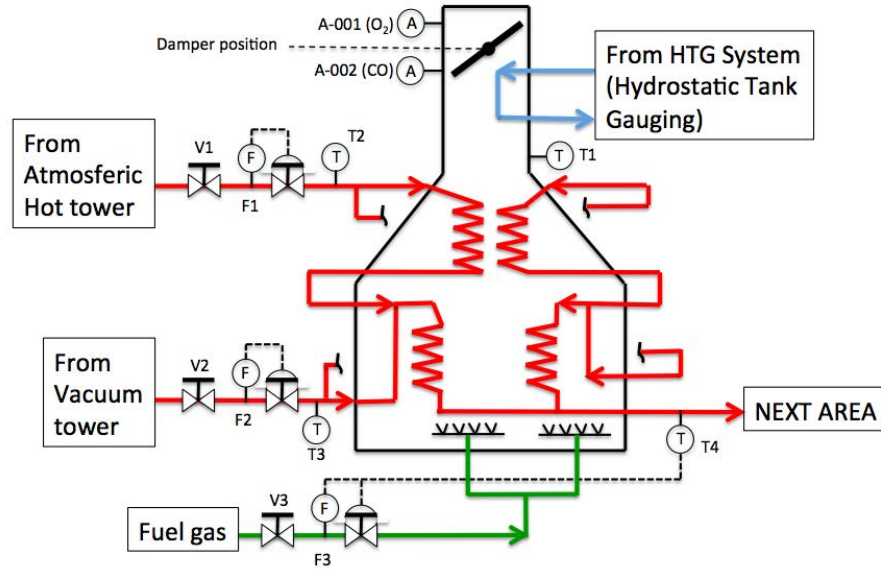 A-001 (O₂) A
Damper position
A-002 (CO) A
From HTG System
(Hydrostatic Tank
Gauging)
From
Atmosferic
Hot tower
V1
F
F1
T2
T
T T1
From
Vacuum
tower
V2
F
F2
T
T3
NEXT AREA
T
T4
Fuel gas
V3
F
F3